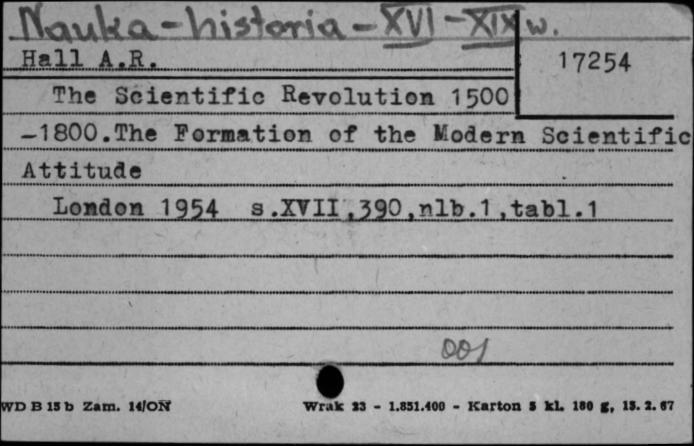 Nauka - historia - XVI - XIX w.
Hall A.R.
17254
The Scientific Revolution 1500
-1800.The Formation of the Modern Scientific
Attitude
London 1954 s.XVII,390,nlb.1,tabl.1
001
WD B 15 b Zam. 14/ON Wrak 23 - 1.851.400 - Karton 5 kl. 180 g, 15. 2. 67